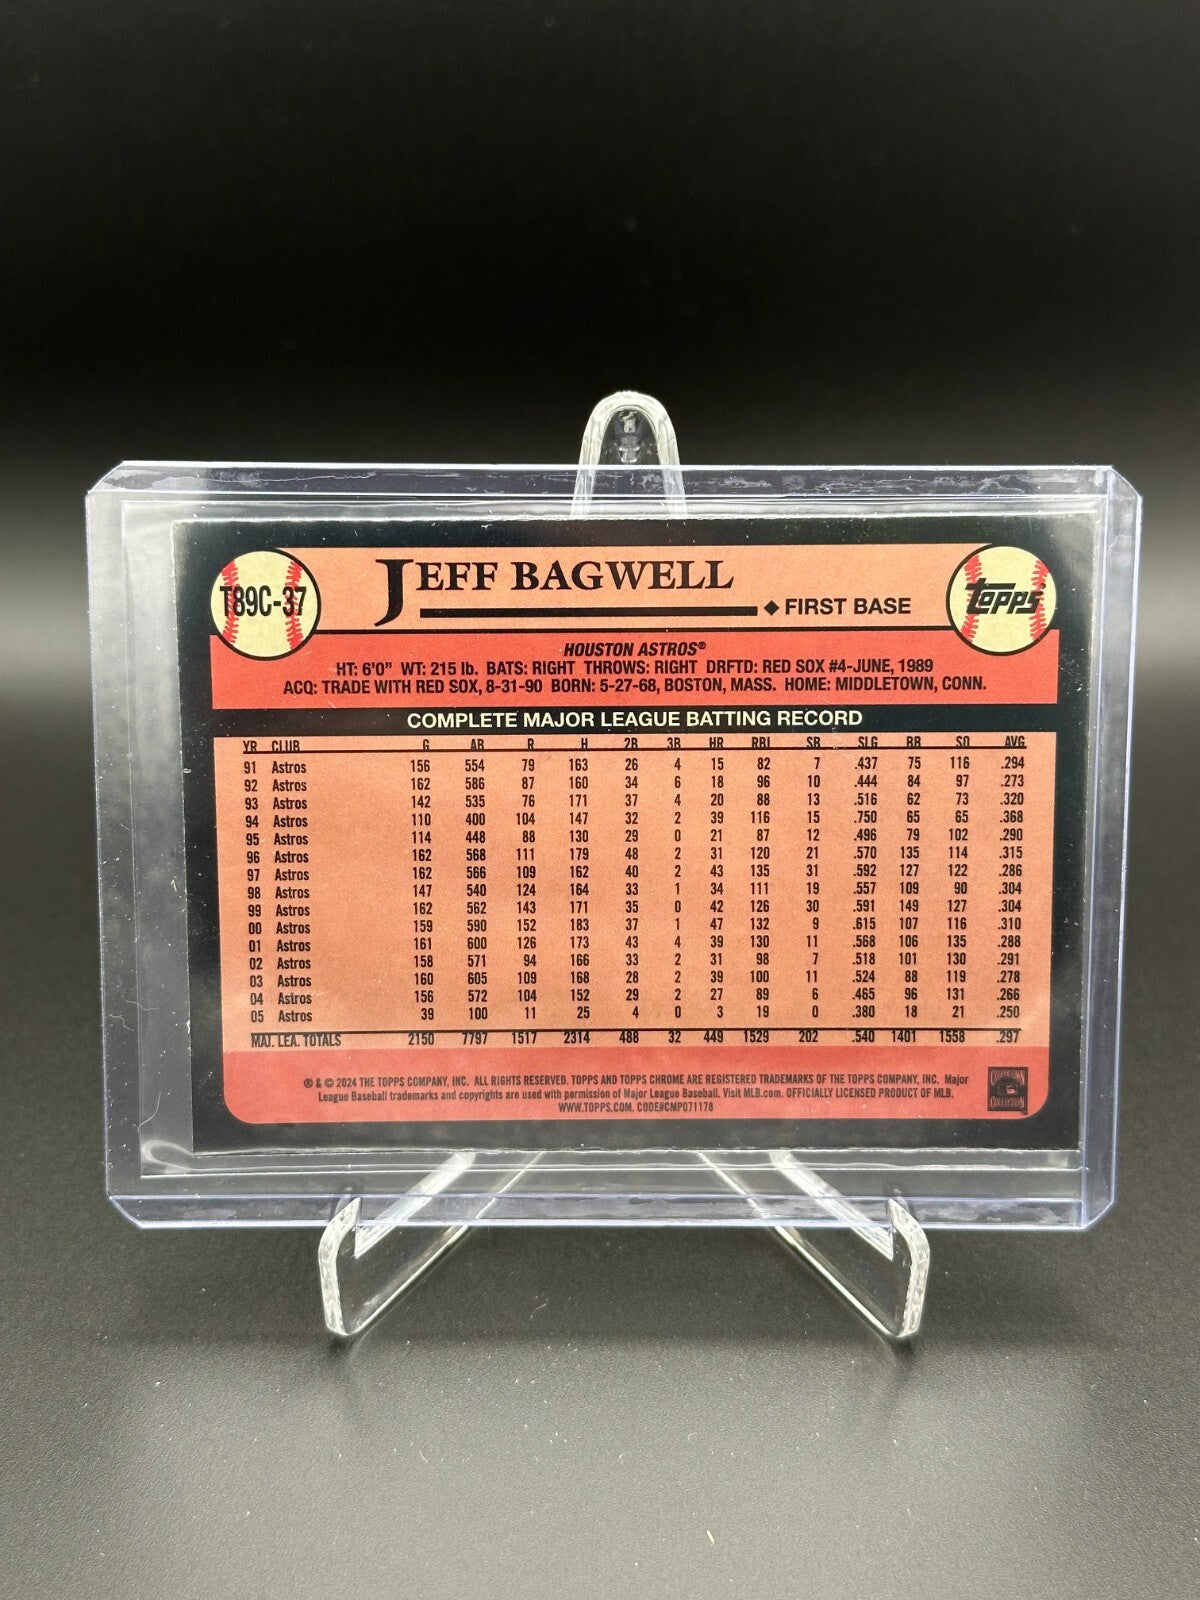 T89C-37
JEFF BAGWELL
◆ FIRST BASE
Topps
HOUSTON ASTROS®
HT: 6'0" WT: 215 lb. BATS: RIGHT THROWS: RIGHT DRFTD: RED SOX #4-JUNE, 1989
ACQ: TRADE WITH RED SOX, 8-31-90 BORN: 5-27-68, BOSTON, MASS. HOME: MIDDLETOWN, CONN.
COMPLETE MAJOR LEAGUE BATTING RECORD
YR CLUB G AB R H 2B 3B HR RBI SB SLG BB SO AVG
91 Astros 156 554 79 163 26 4 15 82 7 .437 75 116 .294
92 Astros 162 586 87 160 34 6 18 96 10 .444 84 97 .273
93 Astros 142 535 76 171 37 4 20 88 13 .516 62 73 .320
94 Astros 110 400 104 147 32 2 39 116 15 .750 65 65 .368
95 Astros 114 448 88 130 29 0 21 87 12 .496 79 102 .290
96 Astros 162 568 111 179 48 2 31 120 21 .570 135 114 .315
97 Astros 162 566 109 162 40 2 43 135 31 .592 127 122 .286
98 Astros 147 540 124 164 33 1 34 111 19 .557 109 90 .304
99 Astros 162 562 143 171 35 0 42 126 30 .591 149 127 .304
00 Astros 159 590 152 183 37 1 47 132 9 .615 107 116 .310
01 Astros 161 600 126 173 43 4 39 130 11 .568 106 135 .288
02 Astros 158 571 94 166 33 2 31 98 7 .518 101 130 .291
03 Astros 160 605 109 168 28 2 39 100 11 .524 88 119 .278
04 Astros 156 572 104 152 29 2 27 89 6 .465 96 131 .266
05 Astros 39 100 11 25 4 0 3 19 0 .380 18 21 .250
MAJ. LEA. TOTALS 2150 7797 1517 2314 488 32 449 1529 202 .540 1401 1558 .297
® & © 2024 THE TOPPS COMPANY, INC. ALL RIGHTS RESERVED. TOPPS AND TOPPS CHROME ARE REGISTERED TRADEMARKS OF THE TOPPS COMPANY, INC. Major
League Baseball trademarks and copyrights are used with permission of Major League Baseball. Visit MLB.com. OFFICIALLY LICENSED PRODUCT OF MLB.
WWW.TOPPS.COM. CODE#CMP071178
COOPERSTOWN
COLLECTION